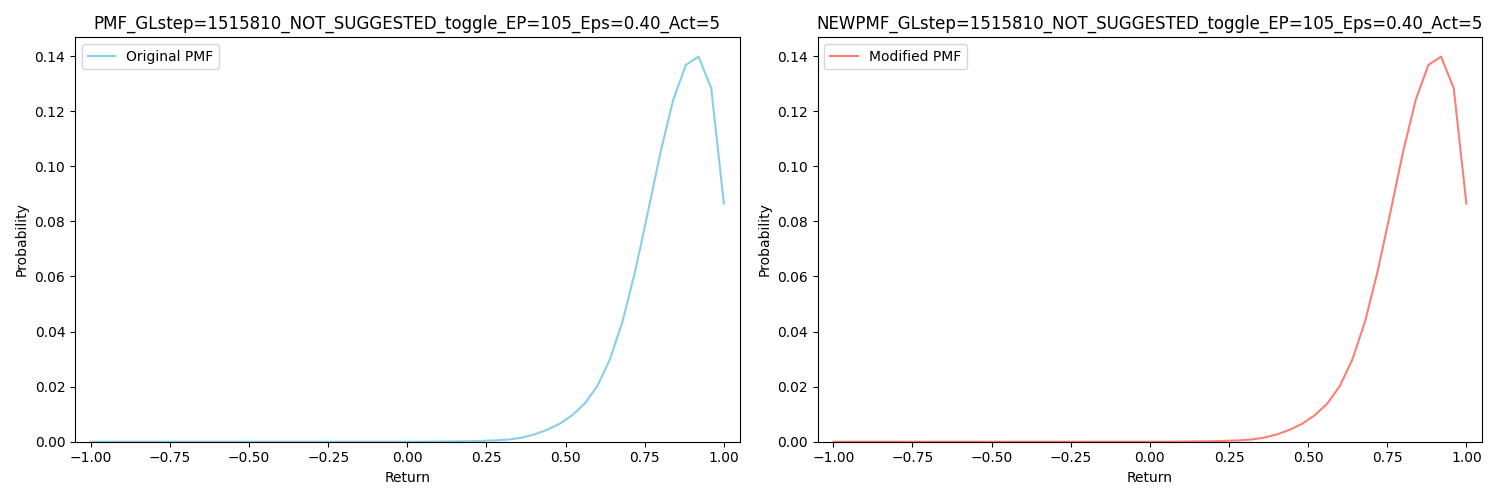 PMF_GLstep=1515810_NOT_SUGGESTED_toggle_EP=105_Eps=0.40_Act=5
Original PMF
Probability
0.14
0.12
0.10
0.08
0.06
0.04
0.02
0.00
−1.00 −0.75 −0.50 −0.25 0.00 0.25 0.50 0.75 1.00
Return
NEWPMF_GLstep=1515810_NOT_SUGGESTED_toggle_EP=105_Eps=0.40_Act=5
Modified PMF
Probability
0.14
0.12
0.10
0.08
0.06
0.04
0.02
0.00
−1.00 −0.75 −0.50 −0.25 0.00 0.25 0.50 0.75 1.00
Return